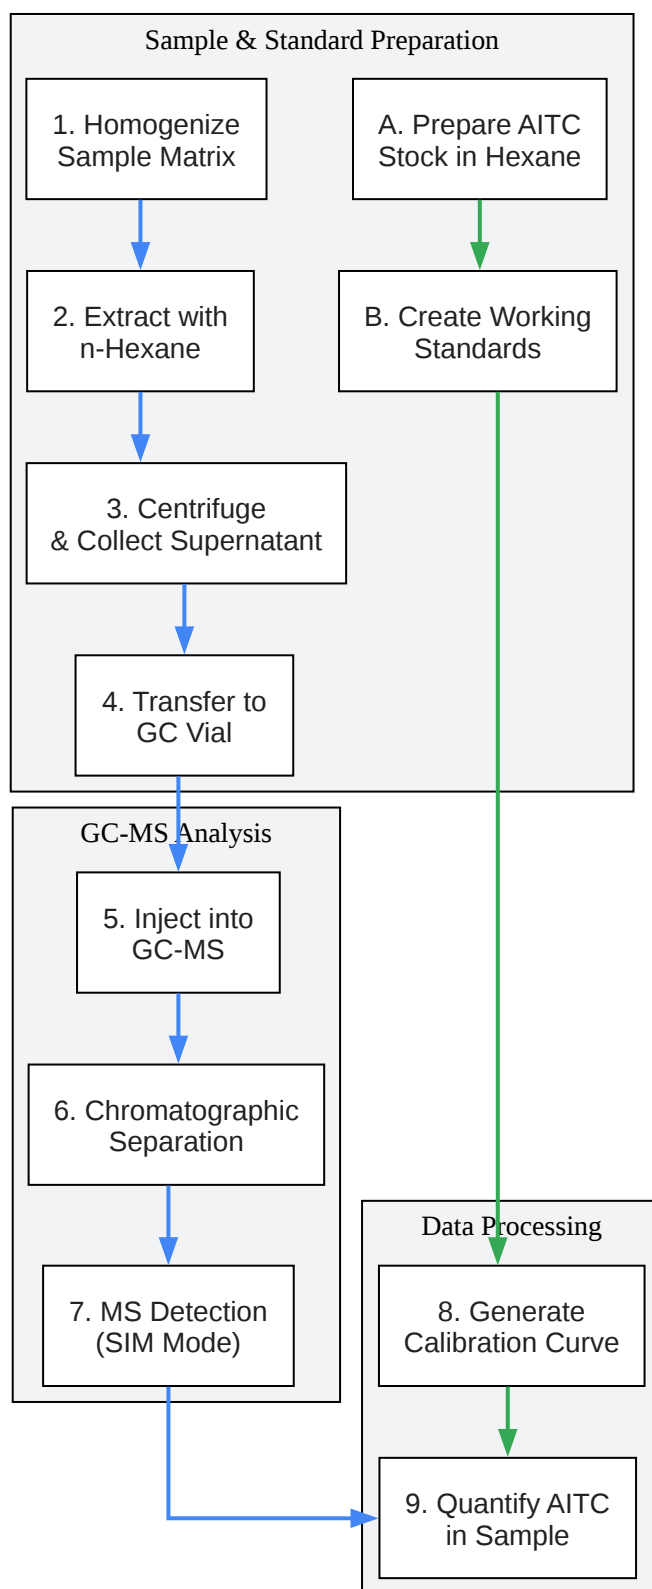 Sample & Standard Preparation
1. Homogenize
Sample Matrix
A. Prepare AITC
Stock in Hexane
2. Extract with
n-Hexane
B. Create Working
Standards
3. Centrifuge
& Collect Supernatant
4. Transfer to
GC Vial
GC-MS Analysis
5. Inject into
GC-MS
6. Chromatographic
Separation
7. MS Detection
(SIM Mode)
Data Processing
8. Generate
Calibration Curve
9. Quantify AITC
in Sample